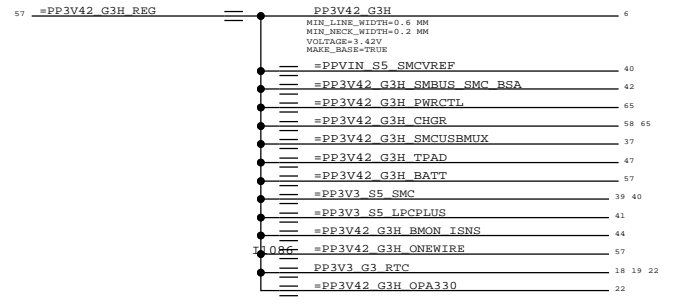 57 =PP3V42_G3H_REG PP3V42_G3H 6
MIN_LINE_WIDTH=0.6 MM
MIN_NECK_WIDTH=0.2 MM
VOLTAGE=3.42V
MAKE_BASE=TRUE
=PPVIN_S5_SMCVREF 40
=PP3V42_G3H_SMBUS_SMC_BSA 42
=PP3V42_G3H_PWRCTL 65
=PP3V42_G3H_CHGR 58 65
=PP3V42_G3H_SMCUSBMUX 37
=PP3V42_G3H_TPAD 47
=PP3V42_G3H_BATT 57
=PP3V3_S5_SMC 39 40
=PP3V3_S5_LPCPLUS 41
=PP3V42_G3H_BMON_ISNS 44
I1086 =PP3V42_G3H_ONEWIRE 57
PP3V3_G3_RTC 18 19 22
=PP3V42_G3H_OPA330 22